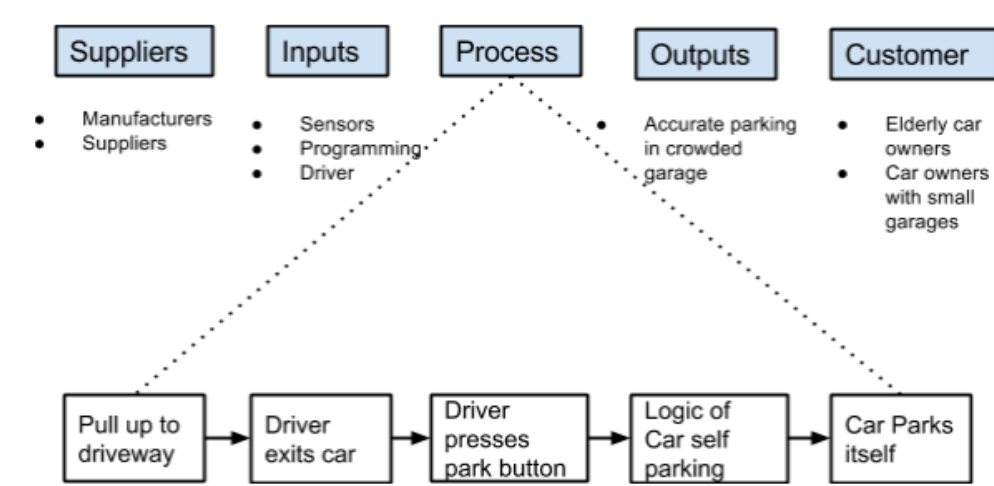 Suppliers
Inputs
Process
Outputs
Customer
Manufacturers
Suppliers
Sensors
Programming
Driver
Accurate parking
in crowded
garage
Elderly car
owners
Car owners
with small
garages
Pull up to
driveway
Driver
exits car
Driver
presses
park button
Logic of
Car self
parking
Car Parks
itself